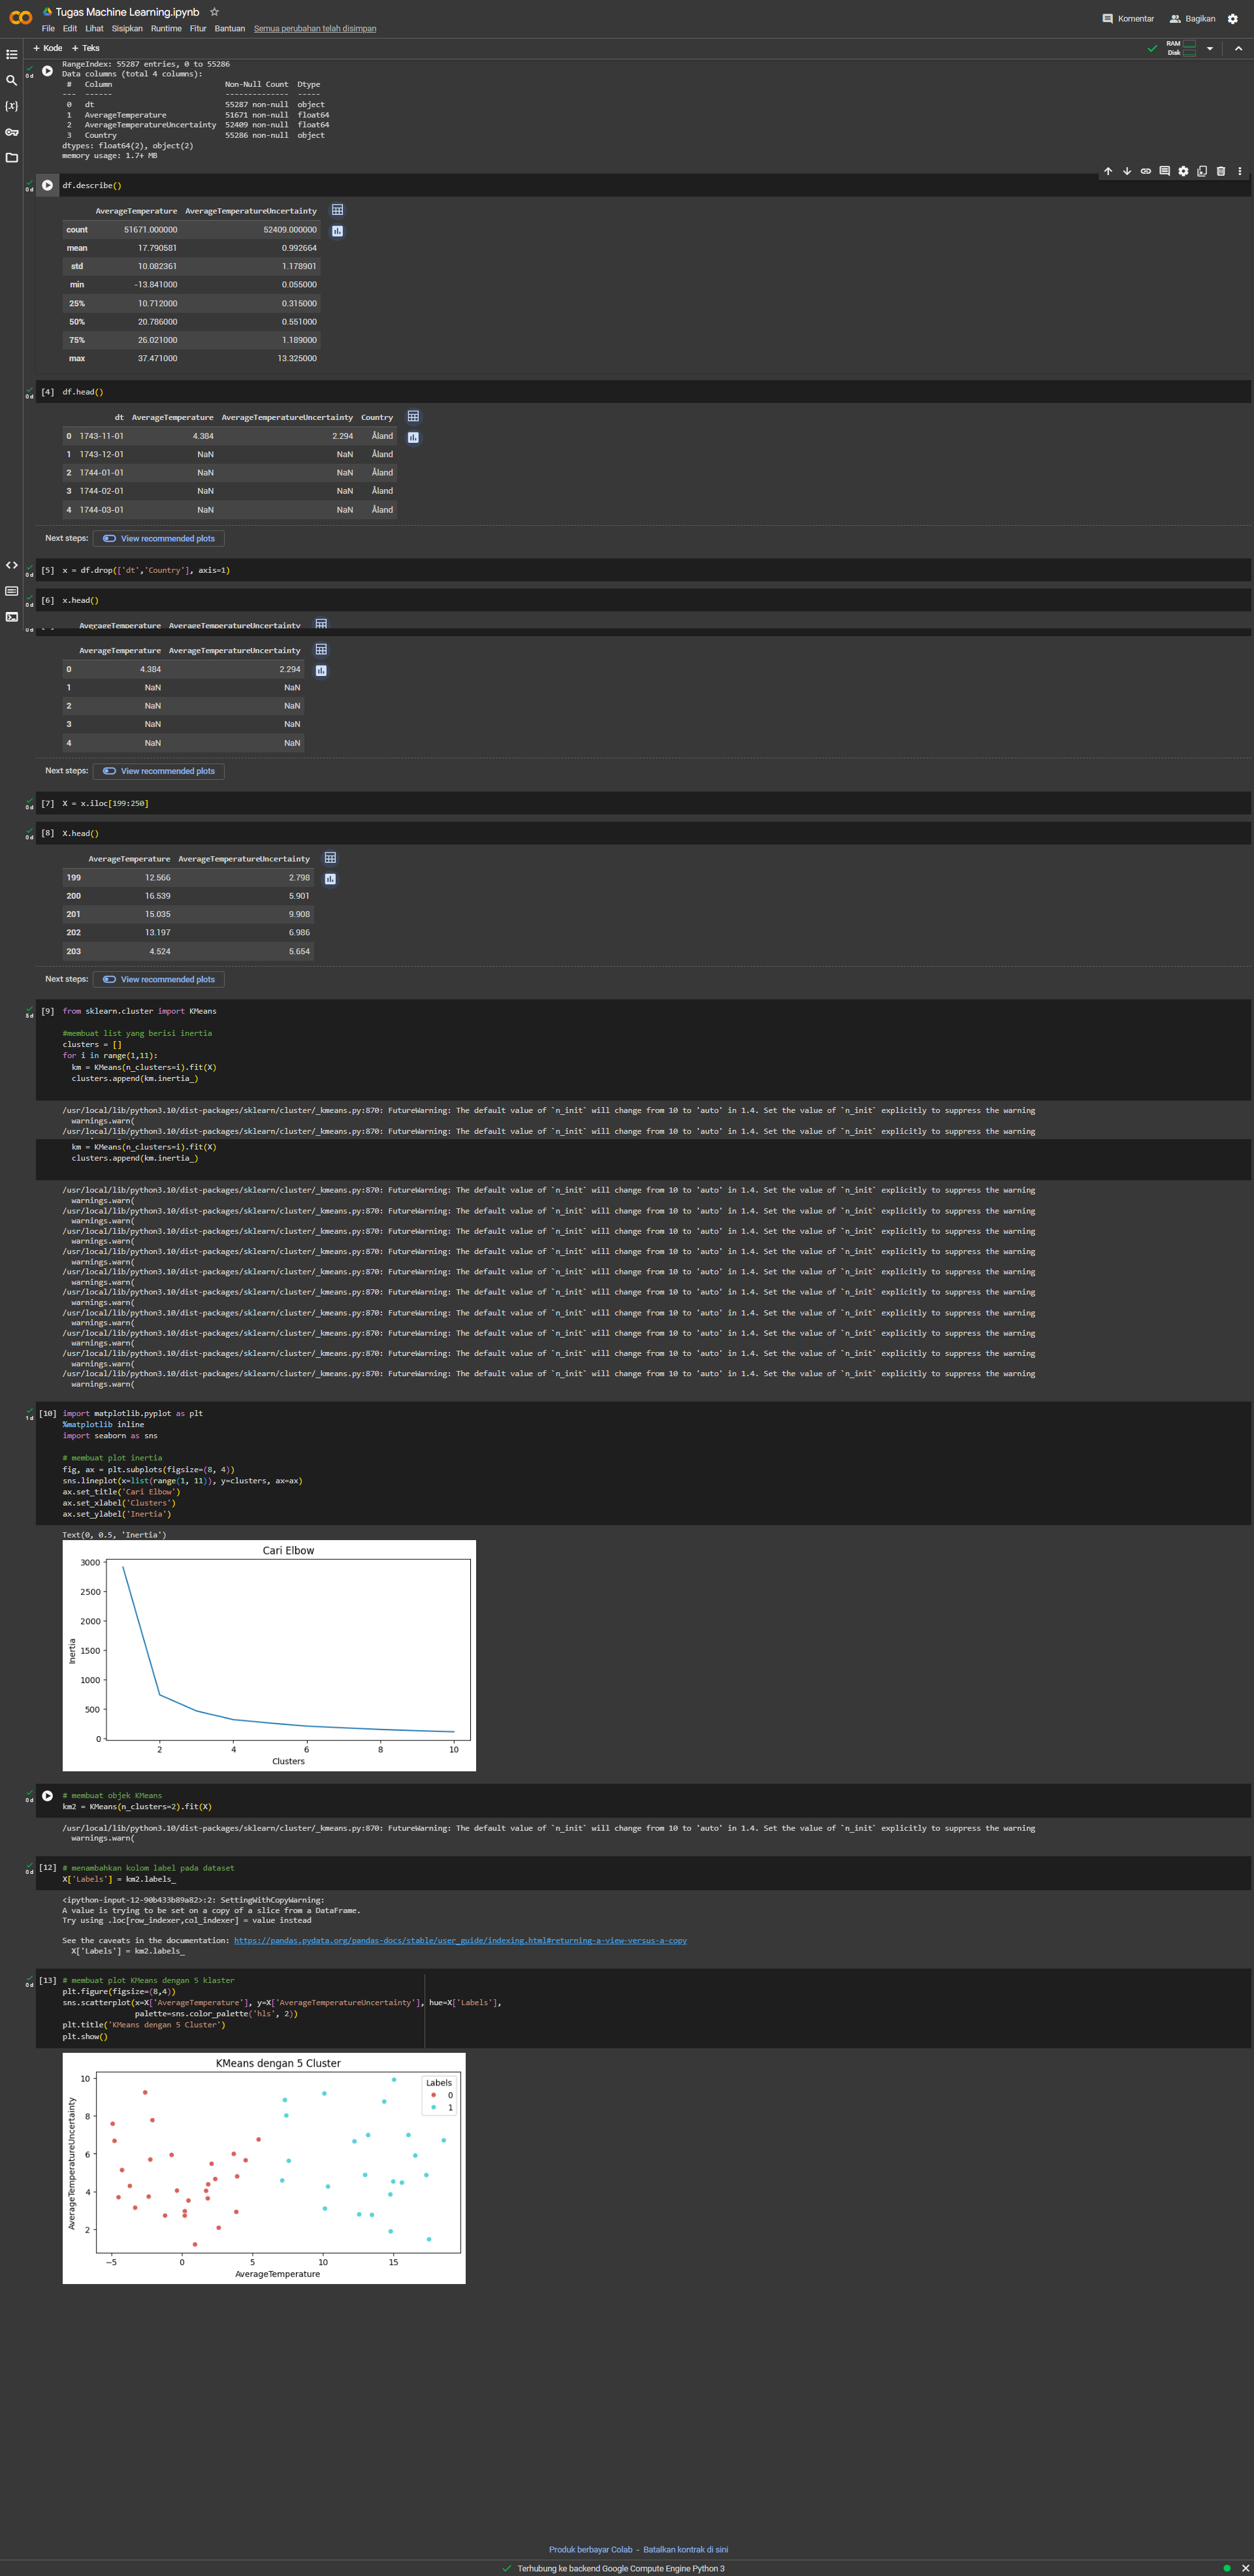 Tugas Machine Learning.ipynb
File Edit Lihat Sisipkan Runtime Fitur Bantuan Semua perubahan telah disimpan
Komentar Bagikan
+ Kode + Teks
RAM
Disk
RangeIndex: 55287 entries, 0 to 55286
Data columns (total 4 columns):
# Column Non-Null Count Dtype
--- ------ -------------- -----
0 dt 55287 non-null object
1 AverageTemperature 51671 non-null float64
2 AverageTemperatureUncertainty 52409 non-null float64
3 Country 55286 non-null object
dtypes: float64(2), object(2)
memory usage: 1.7+ MB
0 d
df.describe()
AverageTemperature AverageTemperatureUncertainty
count 51671.000000 52409.000000
mean 17.790581 0.992664
std 10.082361 1.178901
min -13.841000 0.055000
25% 10.712000 0.315000
50% 20.786000 0.551000
75% 26.021000 1.189000
max 37.471000 13.325000
[4] df.head()
dt AverageTemperature AverageTemperatureUncertainty Country
0 1743-11-01 4.384 2.294 Åland
1 1743-12-01 NaN NaN Åland
2 1744-01-01 NaN NaN Åland
3 1744-02-01 NaN NaN Åland
4 1744-03-01 NaN NaN Åland
Next steps: View recommended plots
[5] x = df.drop(['dt','Country'], axis=1)
[6] x.head()
AverageTemperature AverageTemperatureUncertainty
AverageTemperature AverageTemperatureUncertainty
0 4.384 2.294
1 NaN NaN
2 NaN NaN
3 NaN NaN
4 NaN NaN
Next steps: View recommended plots
[7] X = x.iloc[199:250]
[8] X.head()
AverageTemperature AverageTemperatureUncertainty
199 12.566 2.798
200 16.539 5.901
201 15.035 9.908
202 13.197 6.986
203 4.524 5.654
Next steps: View recommended plots
[9] from sklearn.cluster import KMeans
#membuat list yang berisi inertia
clusters = []
for i in range(1,11):
km = KMeans(n_clusters=i).fit(X)
clusters.append(km.inertia_)
/usr/local/lib/python3.10/dist-packages/sklearn/cluster/_kmeans.py:870: FutureWarning: The default value of `n_init` will change from 10 to 'auto' in 1.4. Set the value of `n_init` explicitly to suppress the warning
warnings.warn(
/usr/local/lib/python3.10/dist-packages/sklearn/cluster/_kmeans.py:870: FutureWarning: The default value of `n_init` will change from 10 to 'auto' in 1.4. Set the value of `n_init` explicitly to suppress the warning
km = KMeans(n_clusters=i).fit(X)
clusters.append(km.inertia_)
/usr/local/lib/python3.10/dist-packages/sklearn/cluster/_kmeans.py:870: FutureWarning: The default value of `n_init` will change from 10 to 'auto' in 1.4. Set the value of `n_init` explicitly to suppress the warning
warnings.warn(
/usr/local/lib/python3.10/dist-packages/sklearn/cluster/_kmeans.py:870: FutureWarning: The default value of `n_init` will change from 10 to 'auto' in 1.4. Set the value of `n_init` explicitly to suppress the warning
warnings.warn(
/usr/local/lib/python3.10/dist-packages/sklearn/cluster/_kmeans.py:870: FutureWarning: The default value of `n_init` will change from 10 to 'auto' in 1.4. Set the value of `n_init` explicitly to suppress the warning
warnings.warn(
/usr/local/lib/python3.10/dist-packages/sklearn/cluster/_kmeans.py:870: FutureWarning: The default value of `n_init` will change from 10 to 'auto' in 1.4. Set the value of `n_init` explicitly to suppress the warning
warnings.warn(
/usr/local/lib/python3.10/dist-packages/sklearn/cluster/_kmeans.py:870: FutureWarning: The default value of `n_init` will change from 10 to 'auto' in 1.4. Set the value of `n_init` explicitly to suppress the warning
warnings.warn(
/usr/local/lib/python3.10/dist-packages/sklearn/cluster/_kmeans.py:870: FutureWarning: The default value of `n_init` will change from 10 to 'auto' in 1.4. Set the value of `n_init` explicitly to suppress the warning
warnings.warn(
/usr/local/lib/python3.10/dist-packages/sklearn/cluster/_kmeans.py:870: FutureWarning: The default value of `n_init` will change from 10 to 'auto' in 1.4. Set the value of `n_init` explicitly to suppress the warning
warnings.warn(
/usr/local/lib/python3.10/dist-packages/sklearn/cluster/_kmeans.py:870: FutureWarning: The default value of `n_init` will change from 10 to 'auto' in 1.4. Set the value of `n_init` explicitly to suppress the warning
warnings.warn(
/usr/local/lib/python3.10/dist-packages/sklearn/cluster/_kmeans.py:870: FutureWarning: The default value of `n_init` will change from 10 to 'auto' in 1.4. Set the value of `n_init` explicitly to suppress the warning
warnings.warn(
/usr/local/lib/python3.10/dist-packages/sklearn/cluster/_kmeans.py:870: FutureWarning: The default value of `n_init` will change from 10 to 'auto' in 1.4. Set the value of `n_init` explicitly to suppress the warning
warnings.warn(
[10] import matplotlib.pyplot as plt
%matplotlib inline
import seaborn as sns
# membuat plot inertia
fig, ax = plt.subplots(figsize=(8, 4))
sns.lineplot(x=list(range(1, 11)), y=clusters, ax=ax)
ax.set_title('Cari Elbow')
ax.set_xlabel('Clusters')
ax.set_ylabel('Inertia')
Text(0, 0.5, 'Inertia')
Cari Elbow
3000
2500
2000
1500
1000
500
0
Inertia
2 4 6 8 10
Clusters
# membuat objek KMeans
km2 = KMeans(n_clusters=2).fit(X)
/usr/local/lib/python3.10/dist-packages/sklearn/cluster/_kmeans.py:870: FutureWarning: The default value of `n_init` will change from 10 to 'auto' in 1.4. Set the value of `n_init` explicitly to suppress the warning
warnings.warn(
[12] # menambahkan kolom label pada dataset
X['Labels'] = km2.labels_
<ipython-input-12-90b433b89a82>:2: SettingWithCopyWarning:
A value is trying to be set on a copy of a slice from a DataFrame.
Try using .loc[row_indexer,col_indexer] = value instead
See the caveats in the documentation: https://pandas.pydata.org/pandas-docs/stable/user_guide/indexing.html#returning-a-view-versus-a-copy
X['Labels'] = km2.labels_
[13] # membuat plot KMeans dengan 5 klaster
plt.figure(figsize=(8,4))
sns.scatterplot(x=X['AverageTemperature'], y=X['AverageTemperatureUncertainty'], hue=X['Labels'],
palette=sns.color_palette('hls', 2))
plt.title('KMeans dengan 5 Cluster')
plt.show()
KMeans dengan 5 Cluster
10
8
6
4
2
AverageTemperatureUncertainty
Labels
0
1
−5 0 5 10 15
AverageTemperature
Produk berbayar Colab - Batalkan kontrak di sini
Terhubung ke backend Google Compute Engine Python 3